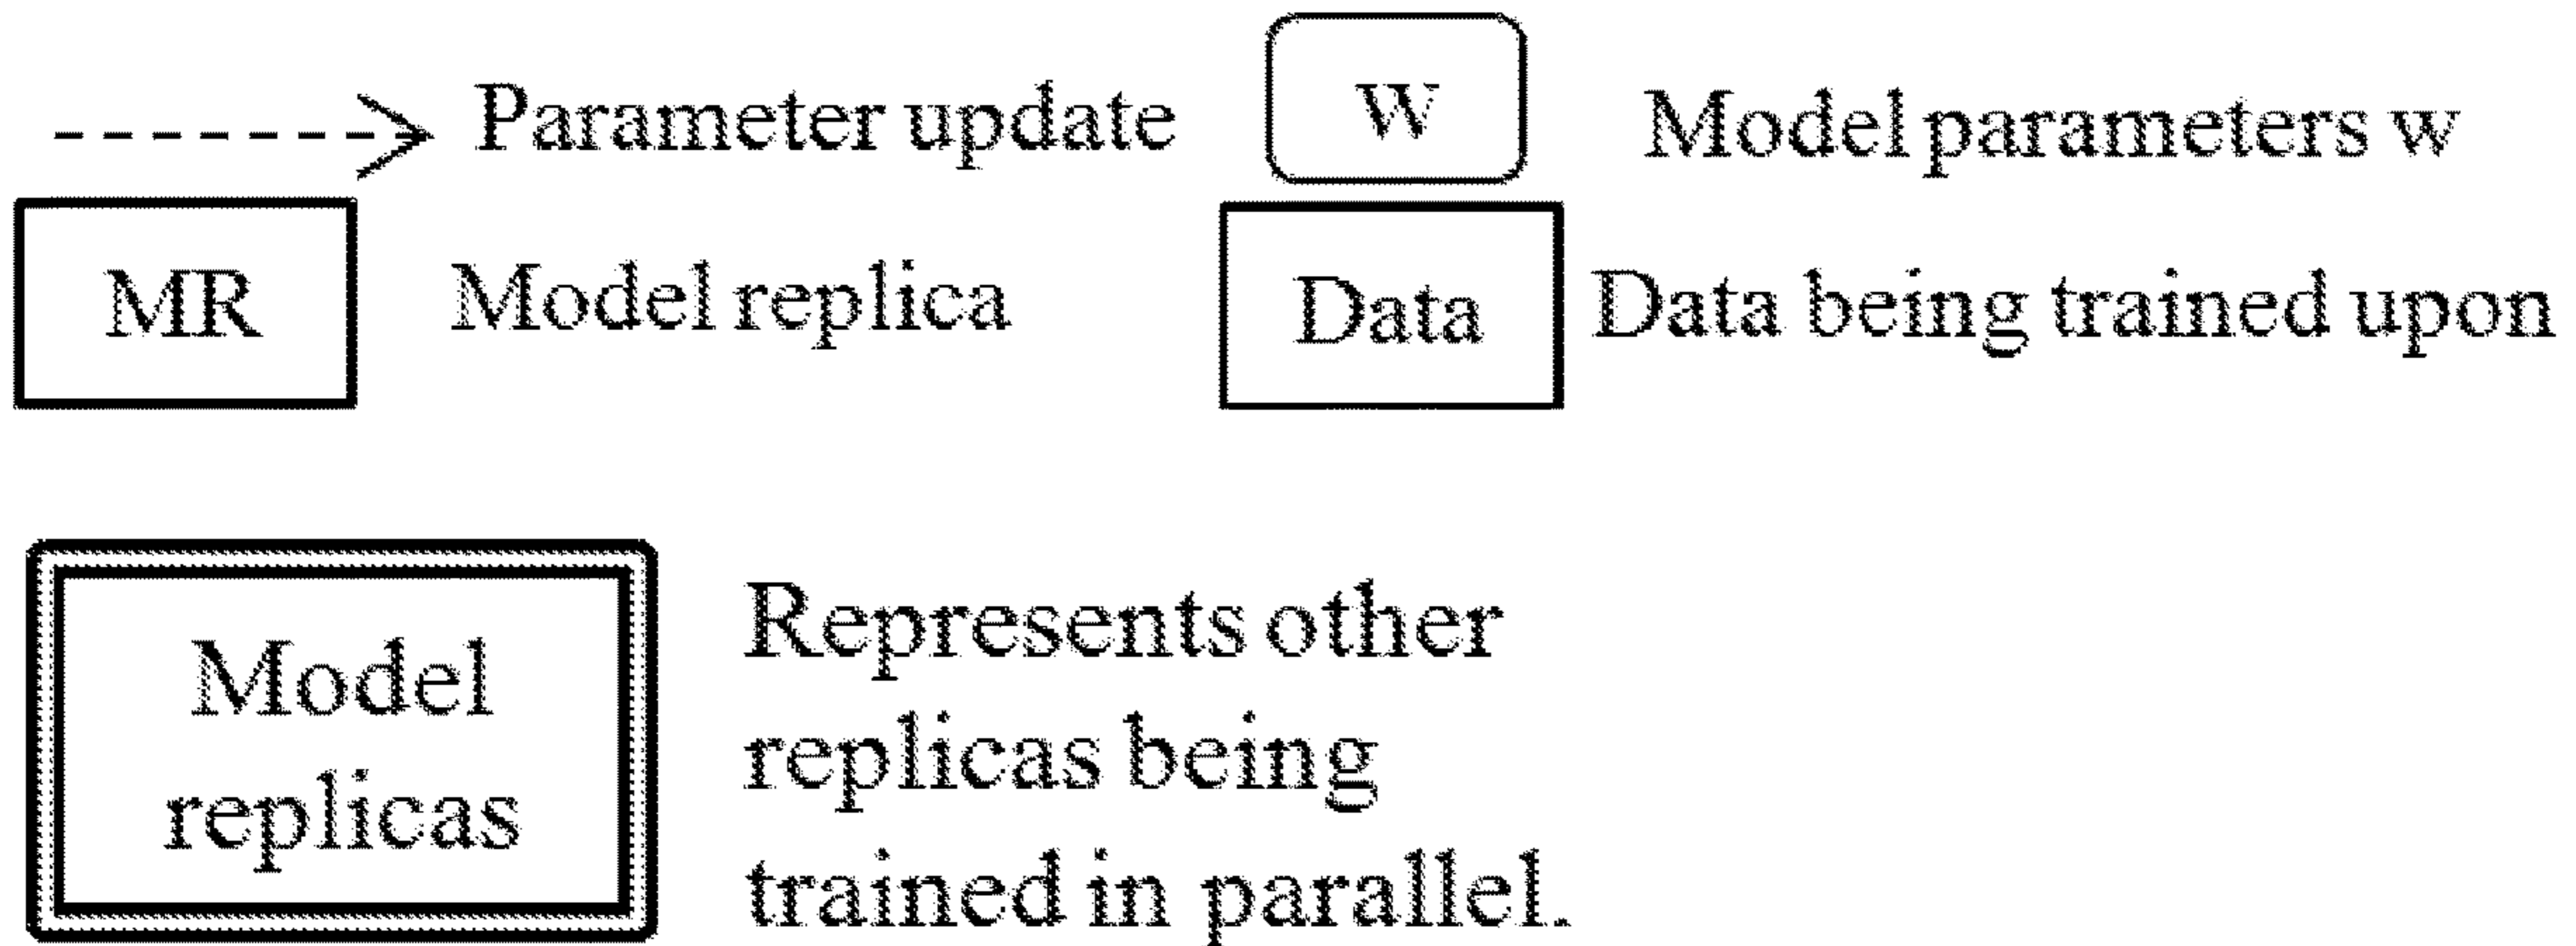 Parameter update
W
Model parameters w
MR
Model replica
Data
Data being trained upon
Model
replicas
Represents other
replicas being
trained in parallel.